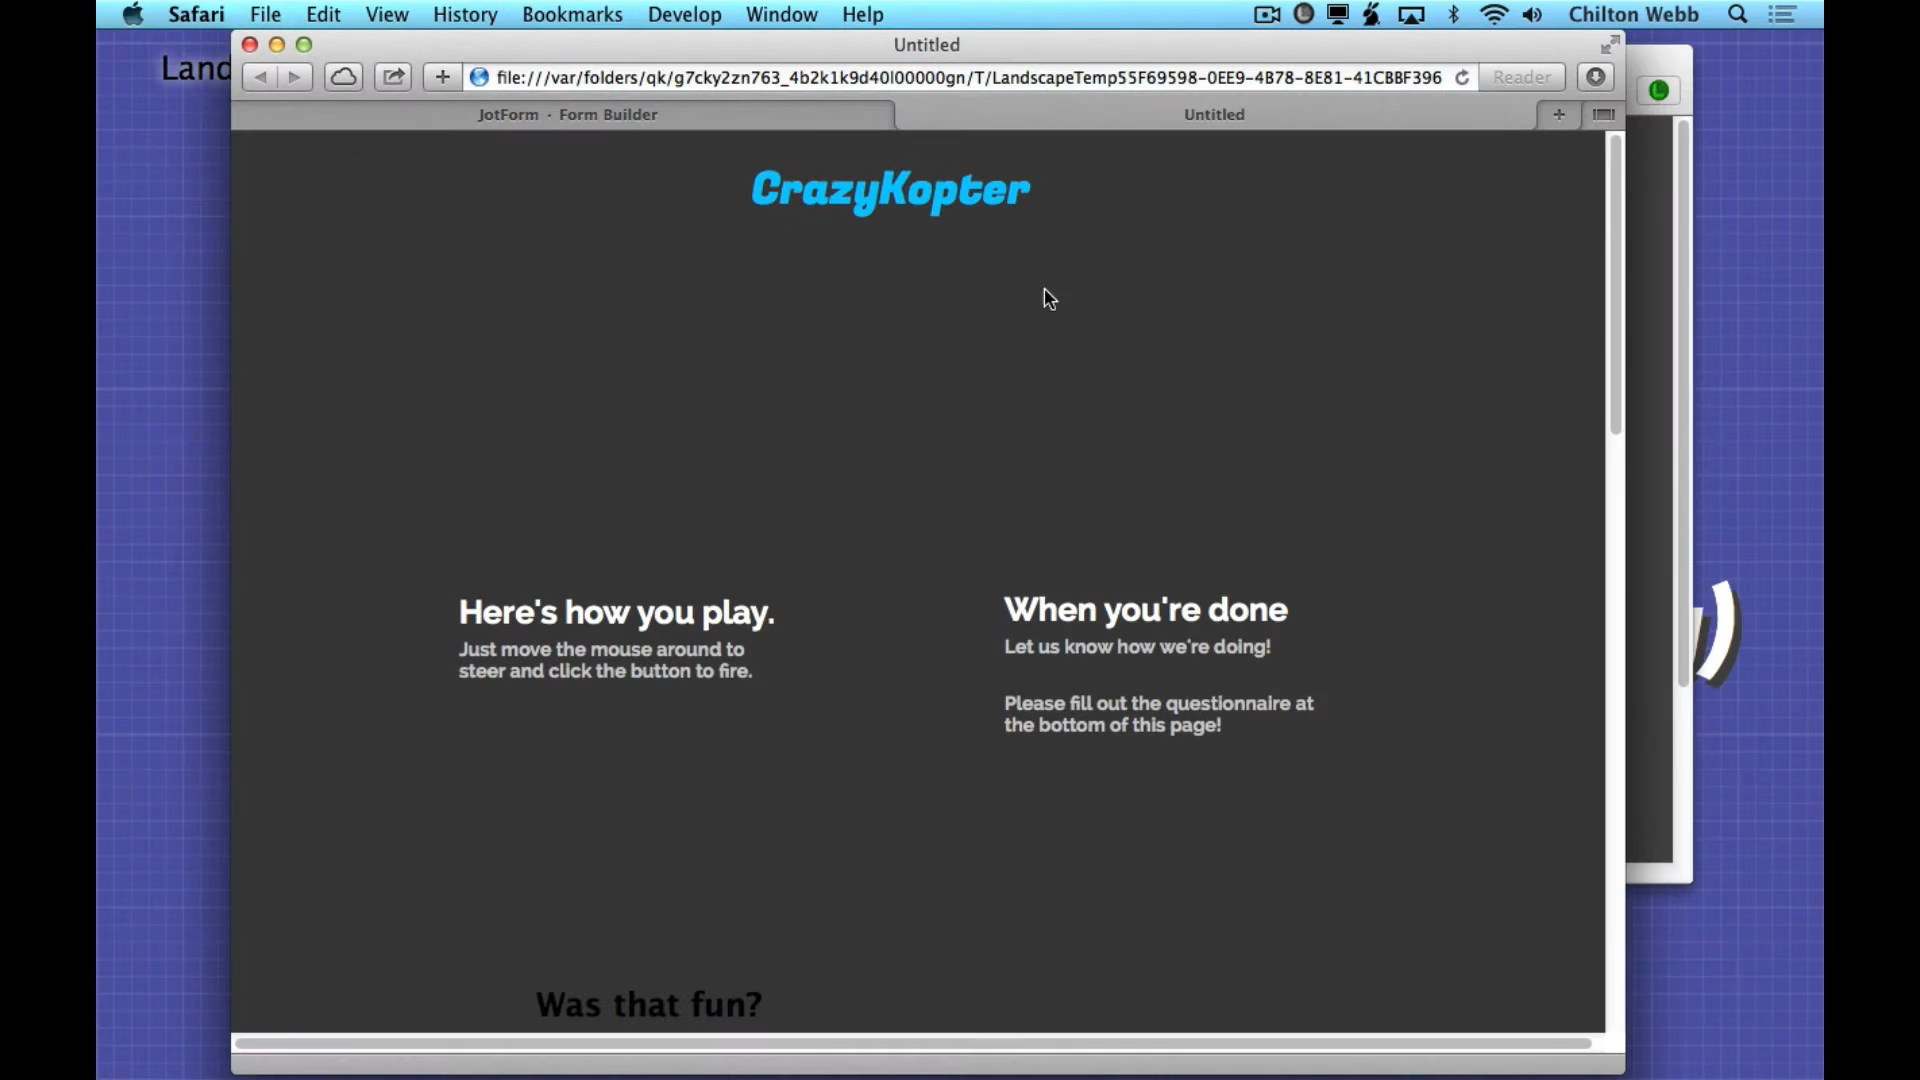 Safari File Edit View History Bookmarks Develop Window Help Chilton Webb
Land
Untitled
file:///var/folders/qk/g7cky2zn763_4b2k1k9d40l00000gn/T/LandscapeTemp55F69598-0EE9-4B78-8E81-41CBBF396 Reader
JotForm · Form Builder Untitled
CrazyKopter
Here's how you play.
Just move the mouse around to
steer and click the button to fire.
When you're done
Let us know how we're doing!
Please fill out the questionnaire at
the bottom of this page!
Was that fun?